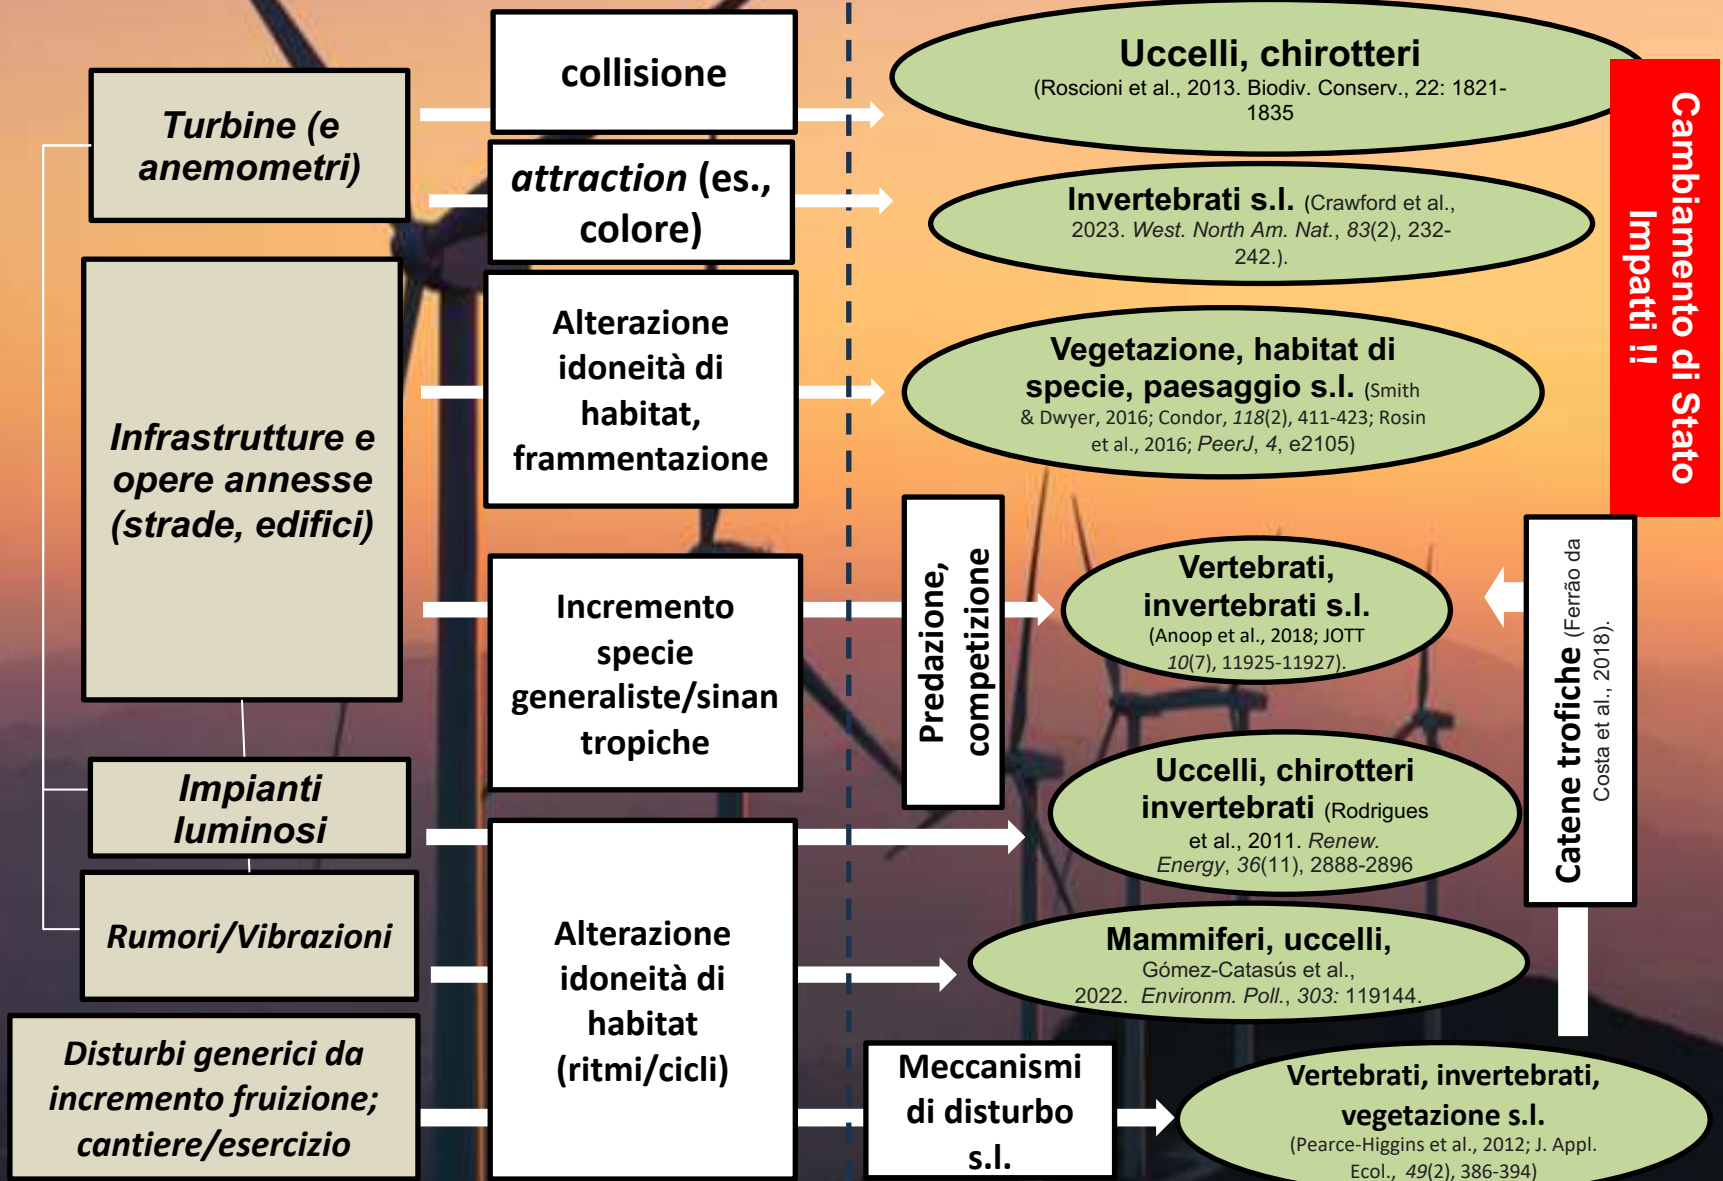 Turbine (e
anemometri)
Infrastrutture e
opere annesse
(strade, edifici)
Impianti
luminosi
Rumori/Vibrazioni
Disturbi generici da
incremento fruizione;
cantiere/esercizio
collisione
attraction (es.,
colore)
Alterazione
idoneità di
habitat,
frammentazione
Incremento
specie
generaliste/sinan
tropiche
Alterazione
idoneità di
habitat
(ritmi/cicli)
Predazione,
competizione
Meccanismi
di disturbo
s.l.
Uccelli, chirotteri
(Roscioni et al., 2013. Biodiv. Conserv., 22: 1821-
1835
Invertebrati s.l. (Crawford et al.,
2023. West. North Am. Nat., 83(2), 232-
242.).
Vegetazione, habitat di
specie, paesaggio s.l. (Smith
& Dwyer, 2016; Condor, 118(2), 411-423; Rosin
et al., 2016; PeerJ, 4, e2105)
Vertebrati,
invertebrati s.l.
(Anoop et al., 2018; JOTT
10(7), 11925-11927).
Uccelli, chirotteri
invertebrati (Rodrigues
et al., 2011. Renew.
Energy, 36(11), 2888-2896
Mammiferi, uccelli,
Gómez-Catasús et al.,
2022. Environm. Poll., 303: 119144.
Vertebrati, invertebrati,
vegetazione s.l.
(Pearce-Higgins et al., 2012; J. Appl.
Ecol., 49(2), 386-394)
Catene trofiche (Ferrão da
Costa et al., 2018).
Cambiamento di Stato
Impatti !!